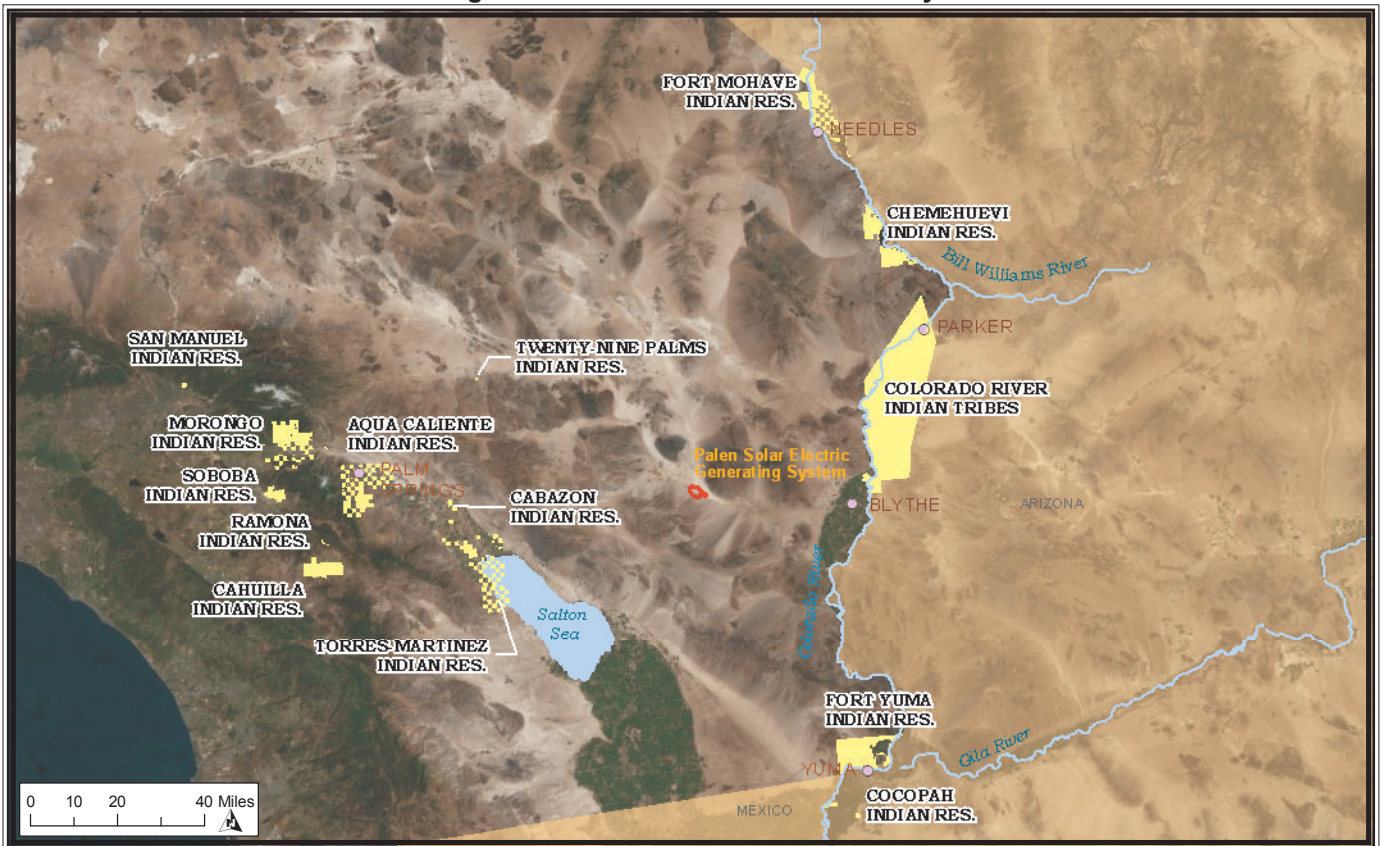 FORT MOHAVE
INDIAN RES.
NEEDLES
CHEMEHUEVI
INDIAN RES.
Bill Williams River
SAN MANUEL
INDIAN RES.
TWENTY-NINE PALMS
INDIAN RES.
PARKER
COLORADO RIVER
INDIAN TRIBES
MORONGO
INDIAN RES.
AQUA CALIENTE
INDIAN RES.
PALM
SPRINGS
Palen Solar Electric
Generating System
SOBOBA
INDIAN RES.
CABAZON
INDIAN RES.
BLYTHE
ARIZONA
RAMONA
INDIAN RES.
CAHUILLA
INDIAN RES.
Colorado River
Salton
Sea
TORRES-MARTINEZ
INDIAN RES.
FORT YUMA
INDIAN RES.
Gila River
YUMA
COCOPAH
INDIAN RES.
MEXICO
0 10 20 40 Miles
N